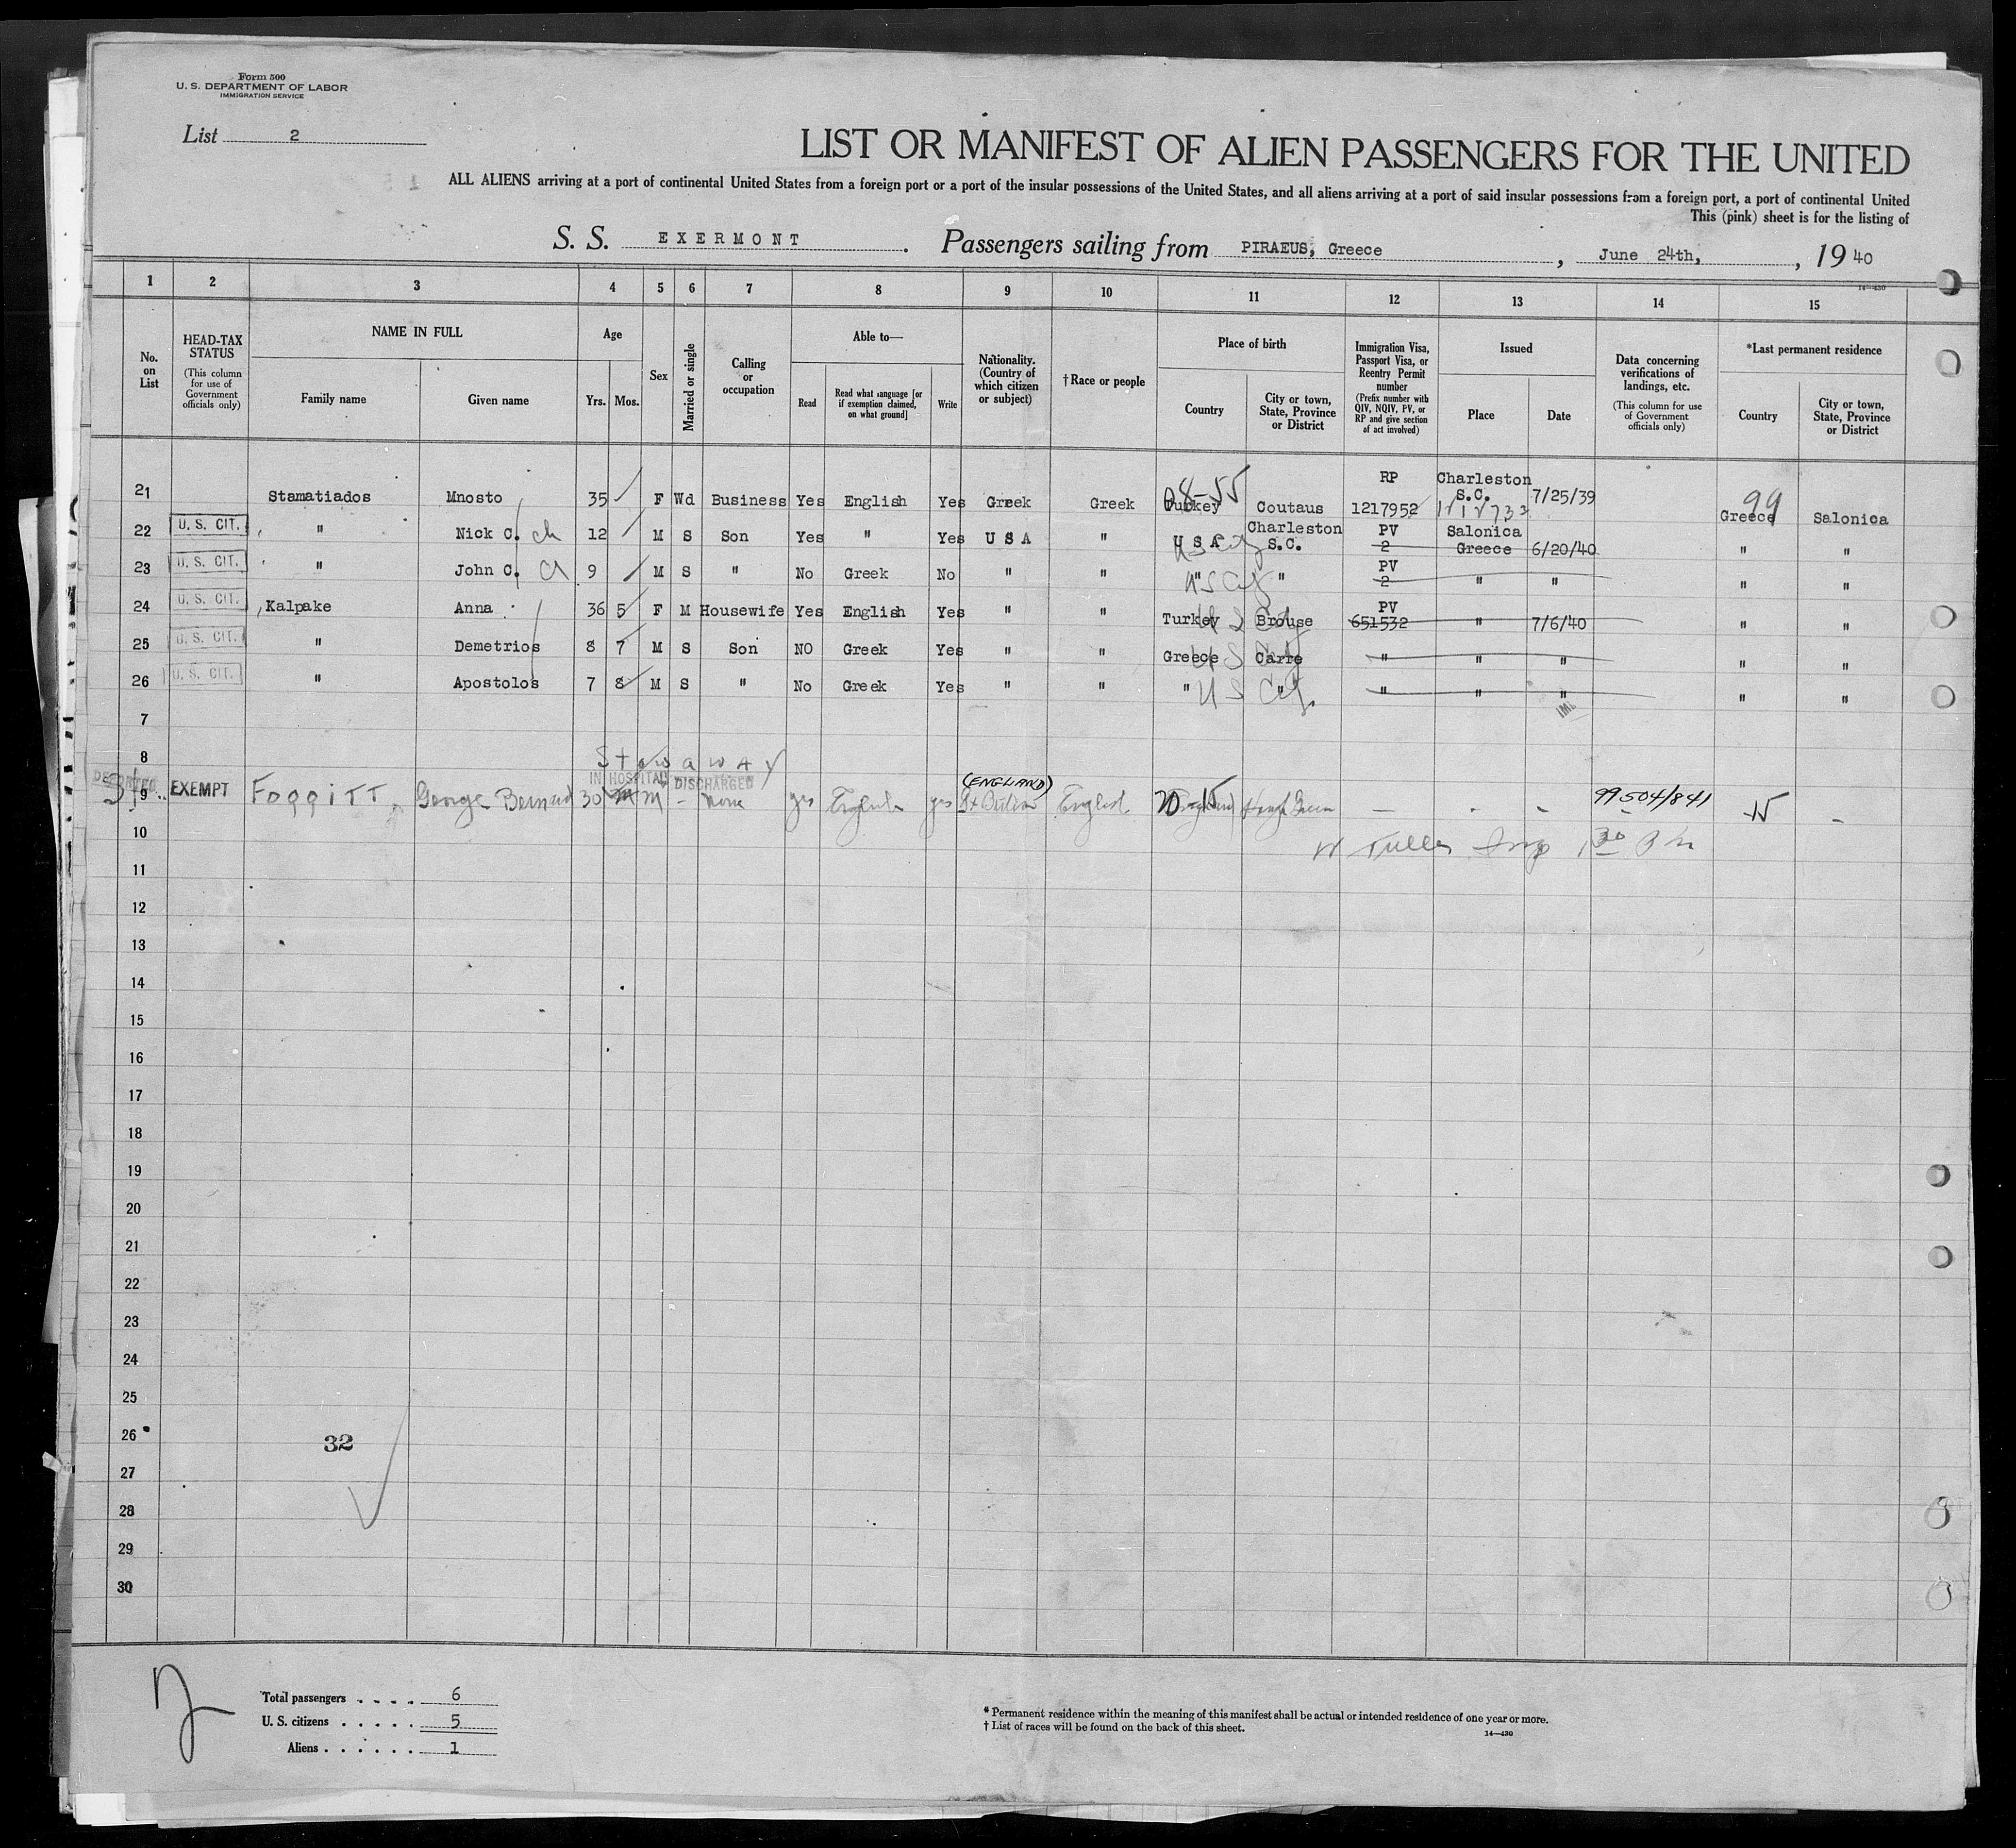 Form 500
U. S. DEPARTMENT OF LABOR
IMMIGRATION SERVICE
List 2
LIST OR MANIFEST OF ALIEN PASSENGERS FOR THE UNITED
ALL ALIENS arriving at a port of continental United States from a foreign port or a port of the insular possessions of the United States, and all aliens arriving at a port of said insular possessions from a foreign port, a port of continental United
This (pink) sheet is for the listing of
S. S. EXERMONT . Passengers sailing from PIRAEUS, Greece , June 24th, , 19 40
14—430
1 2 3 4 5 6 7 8 9 10 11 12 13 14 15
No. on List
HEAD-TAX STATUS (This column for use of Government officials only)
NAME IN FULL Family name Given name
Age Yrs. Mos.
Sex
Married or single
Calling or occupation
Able to— Read Read what language [or if exemption claimed, on what ground] Write
Nationality. (Country of which citizen or subject)
† Race or people
Place of birth Country City or town, State, Province or District
Immigration Visa, Passport Visa, or Reentry Permit number (Prefix number with QIV, NQIV, PV, or RP and give section of act involved)
Issued Place Date
Data concerning verifications of landings, etc. (This column for use of Government officials only)
*Last permanent residence Country City or town, State, Province or District
21 Stamatiados Mnosto 35 F Wd Business Yes English Yes Greek Greek Turkey Coutaus RP 1217952 Charleston S.C. 7/25/39 Greece 99 Salonica
22 U. S. CIT. " Nick C. ch 12 M S Son Yes " Yes U S A " U S A Charleston S.C. PV 2 Salonica Greece 6/20/40 " "
23 U. S. CIT. " John C. 9 M S " No Greek No " " " " PV 2 " " " "
24 U. S. CIT. Kalpake Anna 36 5 F M Housewife Yes English Yes " " Turkey Brouse PV 651532 " 7/6/40 " "
25 U. S. CIT. " Demetrios 8 7 M S Son NO Greek Yes " " Greece Carre " " " " "
26 U. S. CIT. " Apostolos 7 8 M S " No Greek Yes " " " " " " " " "
7
8 Stowaway
IN HOSPITAL DISCHARGED
DEPORTED
9 EXEMPT Foggitt, George Bernard 30 M - None yes English yes (ENGLAND) English - - - 99504/841 -
10
11
12
13
14
15
16
17
18
19
20
21
22
23
24
25
26
32
27
28
29
30
2
Total passengers . . . . 6
U. S. citizens . . . . . 5
Aliens . . . . . . 1
* Permanent residence within the meaning of this manifest shall be actual or intended residence of one year or more.
† List of races will be found on the back of this sheet.
14—430